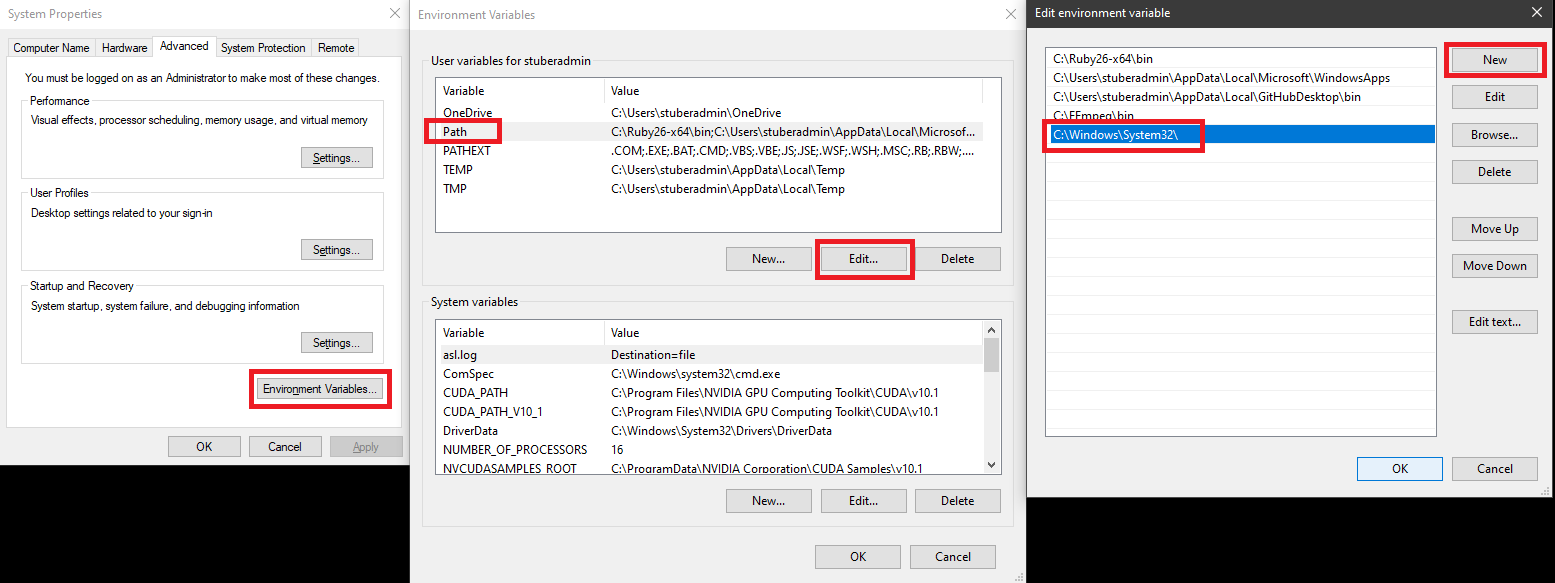 System Properties
Computer Name Hardware Advanced System Protection Remote
You must be logged on as an Administrator to make most of these changes.
Performance
Visual effects, processor scheduling, memory usage, and virtual memory
Settings...
User Profiles
Desktop settings related to your sign-in
Settings...
Startup and Recovery
System startup, system failure, and debugging information
Settings...
Environment Variables...
OK Cancel Apply
Environment Variables
User variables for stuberadmin
Variable Value
OneDrive C:\Users\stuberadmin\OneDrive
Path C:\Ruby26-x64\bin;C:\Users\stuberadmin\AppData\Local\Microsof...
PATHEXT .COM;.EXE;.BAT;.CMD;.VBS;.VBE;JS;.JSE;.WSF;.WSH;.MSC;.RB;.RBW;....
TEMP C:\Users\stuberadmin\AppData\Local\Temp
TMP C:\Users\stuberadmin\AppData\Local\Temp
New... Edit... Delete
System variables
Variable Value
asl.log Destination=file
ComSpec C:\Windows\system32\cmd.exe
CUDA_PATH C:\Program Files\NVIDIA GPU Computing Toolkit\CUDA\v10.1
CUDA_PATH_V10_1 C:\Program Files\NVIDIA GPU Computing Toolkit\CUDA\v10.1
DriverData C:\Windows\System32\Drivers\DriverData
NUMBER_OF_PROCESSORS 16
NVCUDASAMPLES_ROOT C:\ProgramData\NVIDIA Corporation\CUDA Samples\v10.1
New... Edit... Delete
OK Cancel
Edit environment variable
C:\Ruby26-x64\bin
C:\Users\stuberadmin\AppData\Local\Microsoft\WindowsApps
C:\Users\stuberadmin\AppData\Local\GitHubDesktop\bin
C:\FFmpeg\bin
C:\Windows\System32\
New
Edit
Browse...
Delete
Move Up
Move Down
Edit text...
OK Cancel